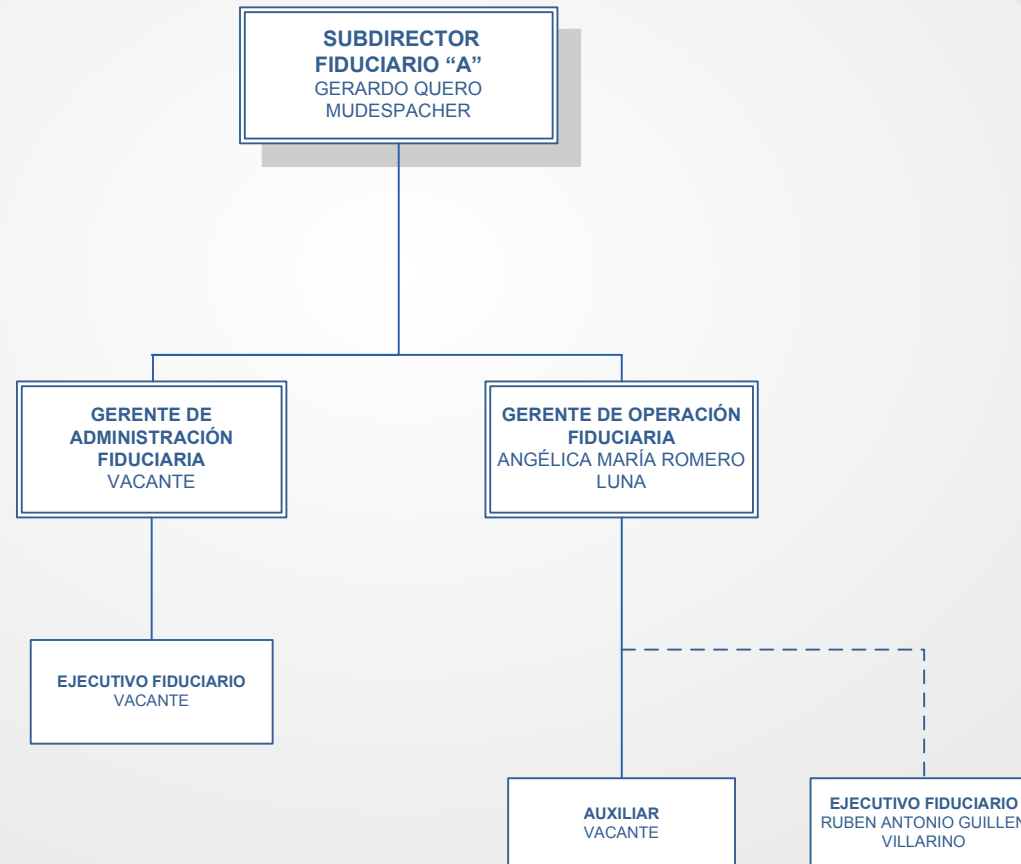 SUBDIRECTOR
FIDUCIARIO “A”
GERARDO QUERO
MUDESPACHER
GERENTE DE
ADMINISTRACIÓN
FIDUCIARIA
VACANTE
GERENTE DE OPERACIÓN
FIDUCIARIA
ANGÉLICA MARÍA ROMERO
LUNA
EJECUTIVO FIDUCIARIO
VACANTE
AUXILIAR
VACANTE
EJECUTIVO FIDUCIARIO
RUBEN ANTONIO GUILLEN
VILLARINO